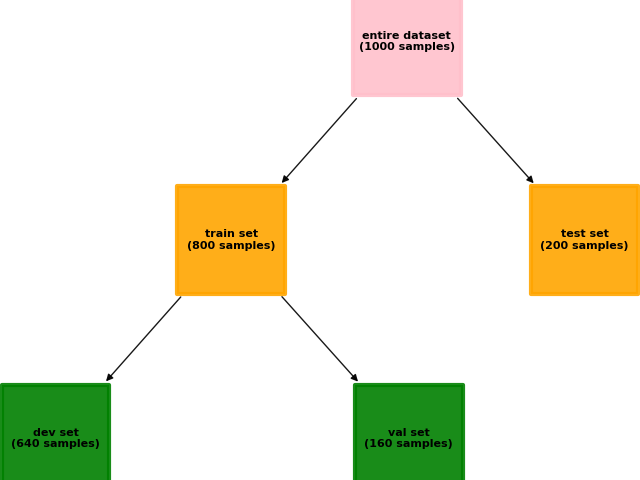 entire dataset
(1000 samples)
train set
(800 samples)
test set
(200 samples)
dev set
(640 samples)
val set
(160 samples)